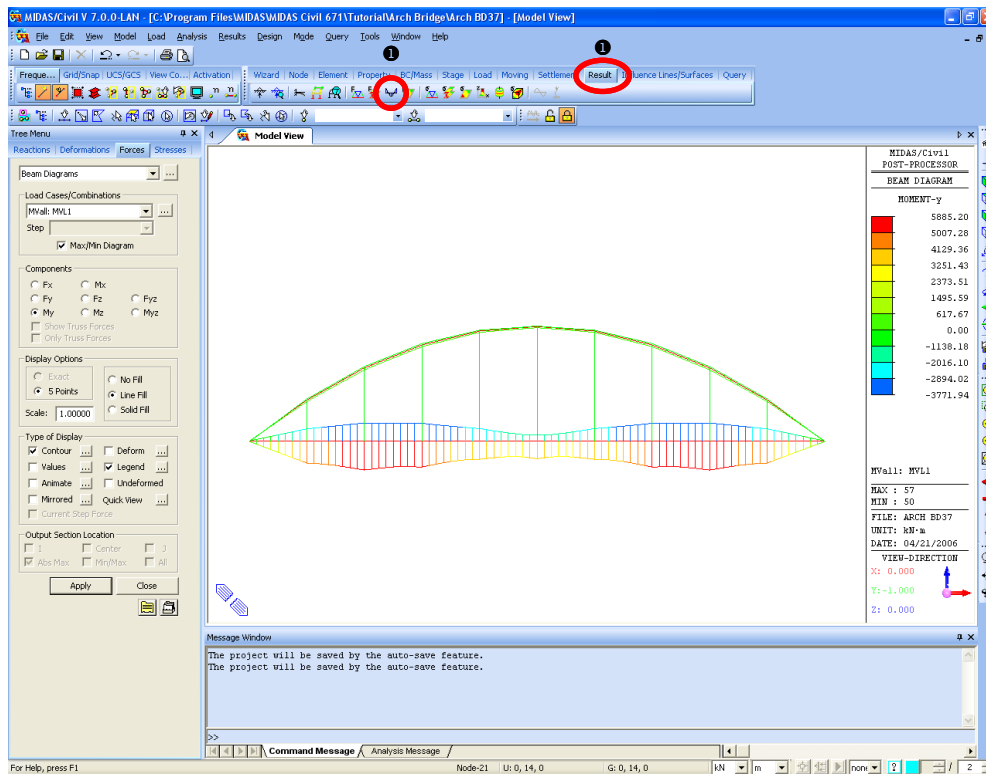 MIDAS/Civil V 7.0.0-LAN - [C:\Program Files\MIDAS\MIDAS Civil 671\Tutorial\Arch Bridge\Arch BD37] - [Model View]
File Edit View Model Load Analysis Results Design Mode Query Tools Window Help
❶ ❶
Freque... Grid/Snap UCS/GCS View Co... Activation Wizard Node Element Property BC/Mass Stage Load Moving Settlement Result Influence Lines/Surfaces Query
Tree Menu
Reactions Deformations Forces Stresses
Beam Diagrams ...
Load Cases/Combinations
MVall: MVL1 ...
Step
Max/Min Diagram
Components
Fx Mx
Fy Fz Fyz
My Mz Myz
Show Truss Forces
Only Truss Forces
Display Options
Exact
5 Points
No Fill
Line Fill
Solid Fill
Scale: 1.00000
Type of Display
Contour ... Deform ...
Values ... Legend ...
Animate ... Undeformed
Mirrored ... Quick View ...
Current Step Force
Output Section Location
I Center J
Abs Max Min/Max All
Apply Close
Model View
MIDAS/Civil
POST-PROCESSOR
BEAM DIAGRAM
MOMENT-y
5885.20
5007.28
4129.36
3251.43
2373.51
1495.59
617.67
0.00
-1138.18
-2016.10
-2894.02
-3771.94
MVall: MVL1
MAX : 57
MIN : 50
FILE: ARCH BD37
UNIT: kN·m
DATE: 04/21/2006
VIEW-DIRECTION
X: 0.000
Y:-1.000
Z: 0.000
Message Window
The project will be saved by the auto-save feature.
The project will be saved by the auto-save feature.
>>
Command Message Analysis Message
For Help, press F1 Node-21 U: 0, 14, 0 G: 0, 14, 0 kN m none 2